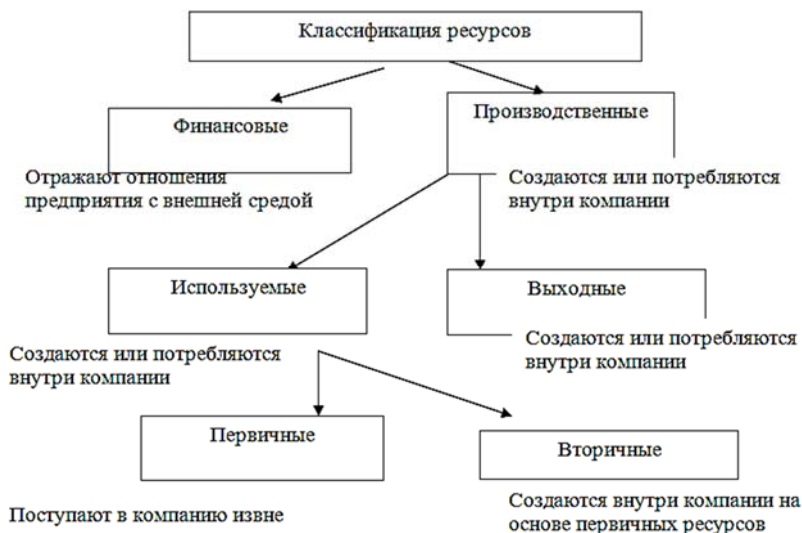 Классификация ресурсов
Финансовые
Производственные
Отражают отношения
предприятия с внешней средой
Создаются или потребляются
внутри компании
Используемые
Выходные
Создаются или потребляются
внутри компании
Создаются или потребляются
внутри компании
Первичные
Вторичные
Поступают в компанию извне
Создаются внутри компании на
основе первичных ресурсов